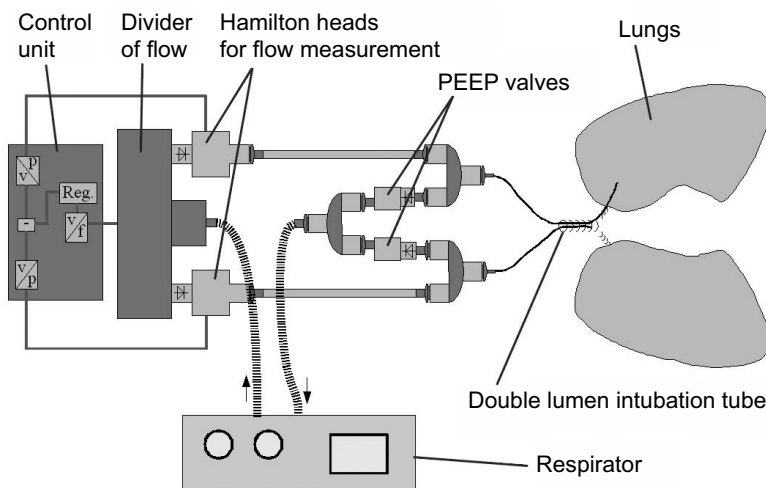 Control
unit
Divider
of flow
Hamilton heads
for flow measurement
PEEP valves
Lungs
p
v
Reg.
-
v
f
v
p
Double lumen intubation tube
Respirator